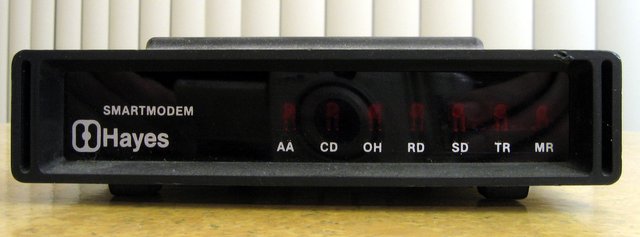 SMARTMODEM
Hayes
AA CD OH RD SD TR MR